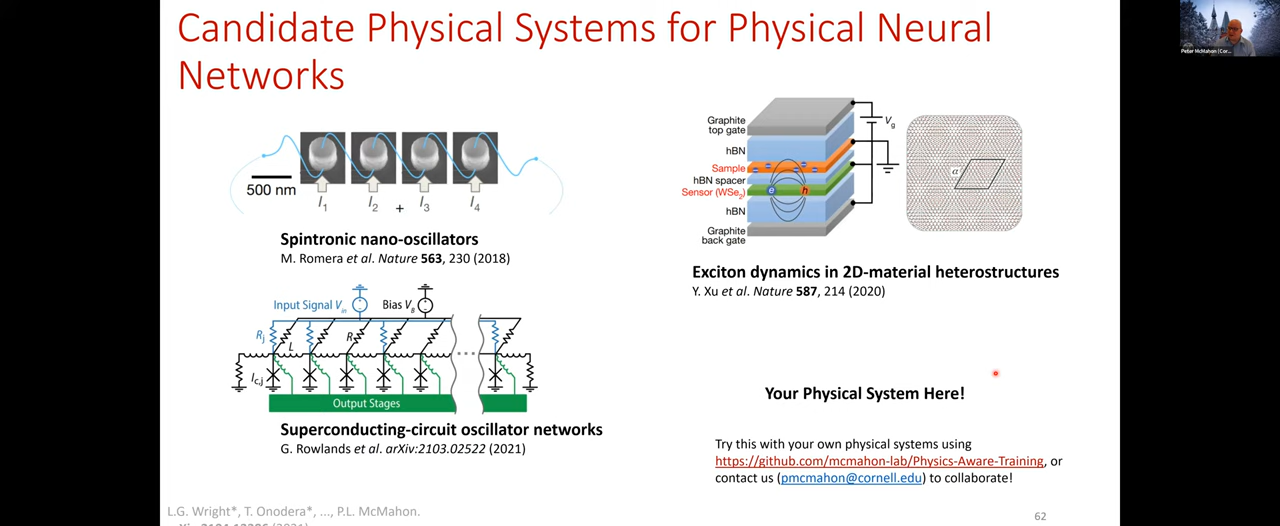 Candidate Physical Systems for Physical Neural
Networks
500 nm
I1
I2
+
I3
I4
Spintronic nano-oscillators
M. Romera et al. Nature 563, 230 (2018)
Input Signal Vin
Bias VB
Rj
L
R
Ic,j
...
Output Stages
Superconducting-circuit oscillator networks
G. Rowlands et al. arXiv:2103.02522 (2021)
Graphite
top gate
hBN
Sample
hBN spacer
Sensor (WSe2)
hBN
Graphite
back gate
e
h
Vg
α
Exciton dynamics in 2D-material heterostructures
Y. Xu et al. Nature 587, 214 (2020)
Your Physical System Here!
Try this with your own physical systems using
https://github.com/mcmahon-lab/Physics-Aware-Training, or
contact us (pmcmahon@cornell.edu) to collaborate!
L.G. Wright*, T. Onodera*, ..., P.L. McMahon.
62
Peter McMahon (Cor...